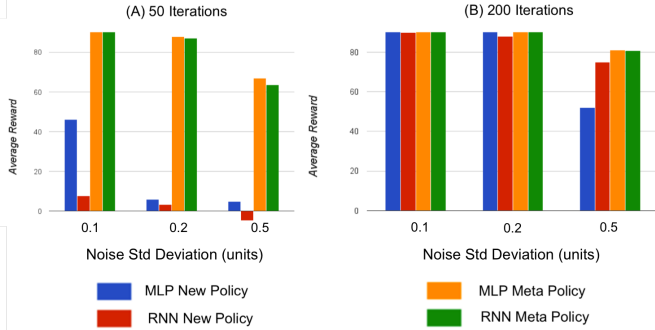 (A) 50 Iterations
Average Reward
80
60
40
20
0
0.1 0.2 0.5
Noise Std Deviation (units)
(B) 200 Iterations
Average Reward
80
60
40
20
0
0.1 0.2 0.5
Noise Std Deviation (units)
MLP New Policy
RNN New Policy
MLP Meta Policy
RNN Meta Policy